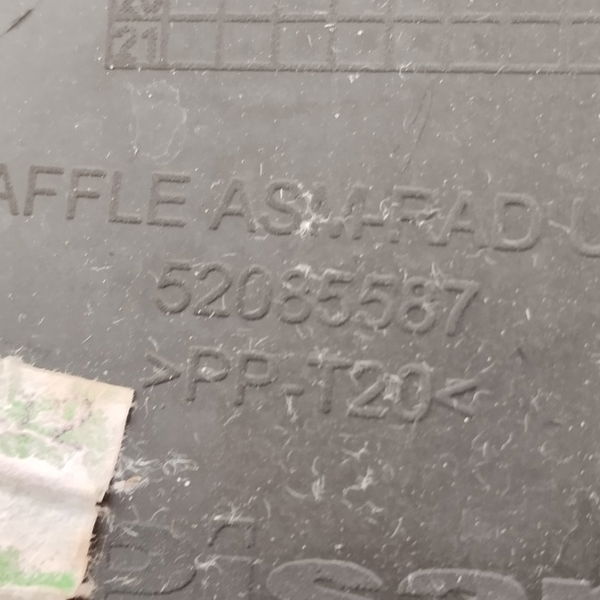 21
AFFLE ASM-RAD-U
52085587
>PP-T20<